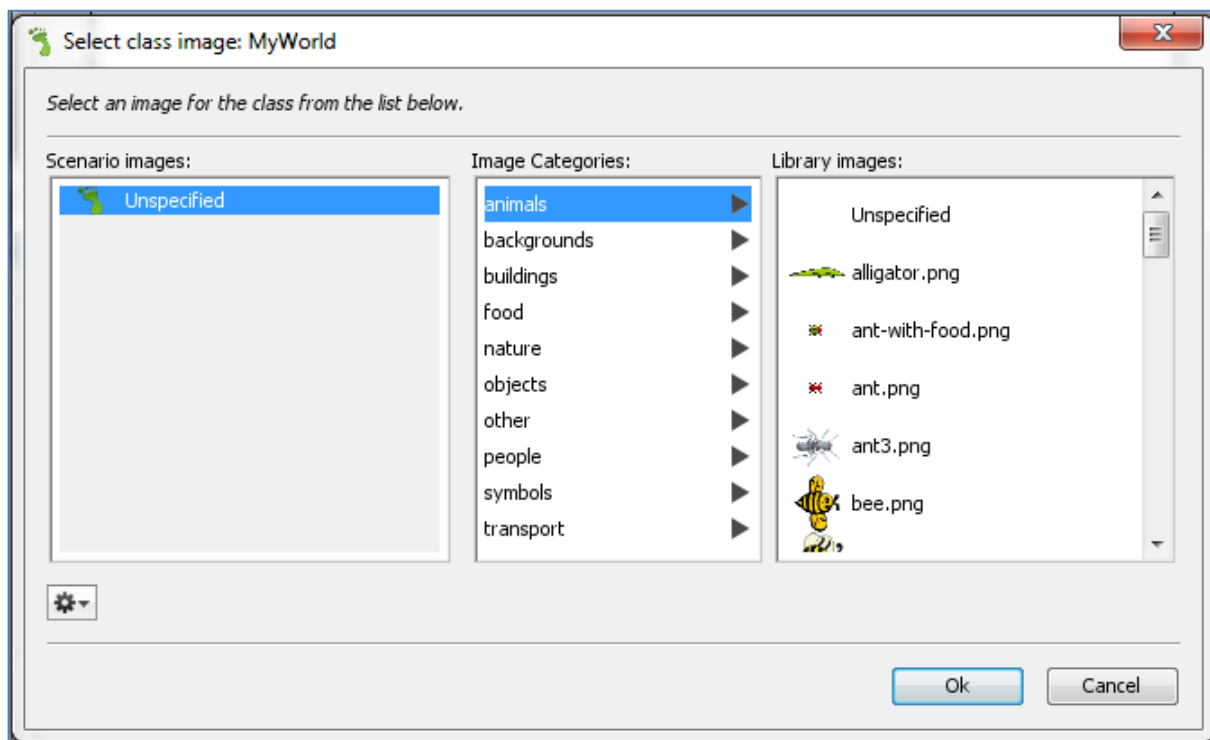 Select class image: MyWorld
Select an image for the class from the list below.
Scenario images:
Unspecified
Image Categories:
animals
backgrounds
buildings
food
nature
objects
other
people
symbols
transport
Library images:
Unspecified
alligator.png
ant-with-food.png
ant.png
ant3.png
bee.png
Ok
Cancel